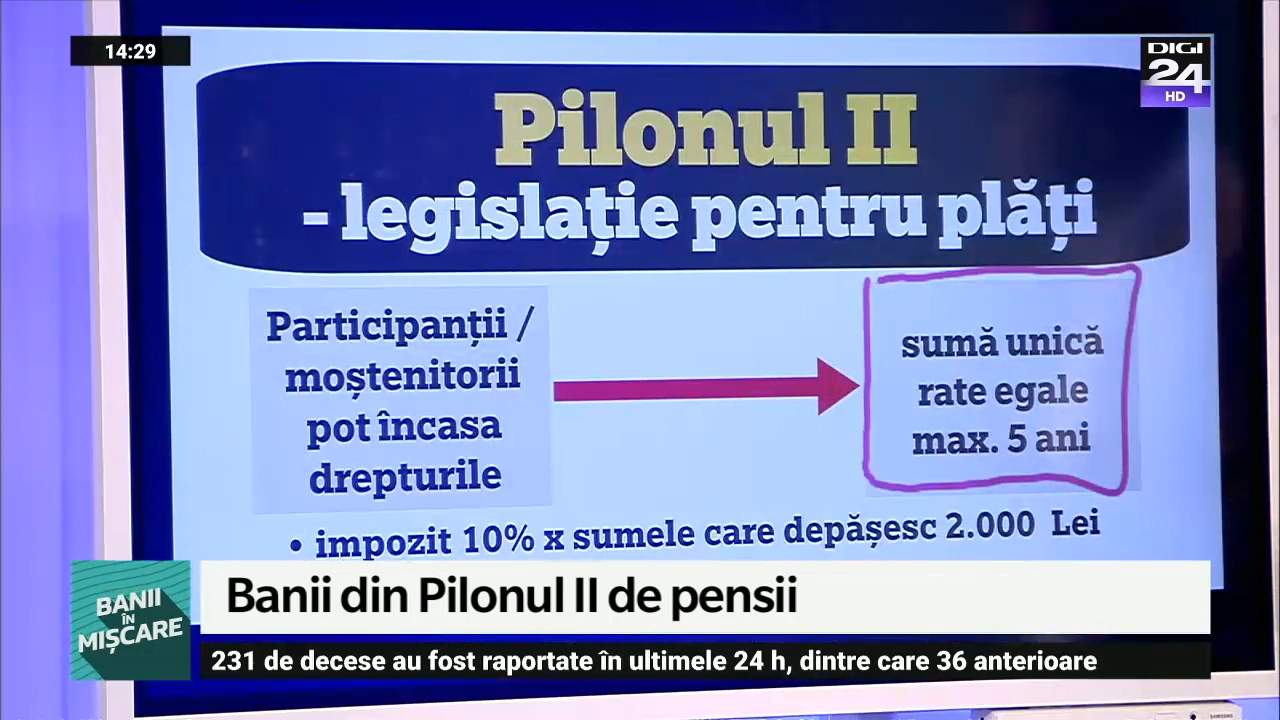 14:29
DIGI
24
HD
Pilonul II
- legislație pentru plăți
Participanții /
moștenitorii
pot încasa
drepturile
sumă unică
rate egale
max. 5 ani
• impozit 10% x sumele care depășesc 2.000 Lei
BANII
ÎN
MIȘCARE
Banii din Pilonul II de pensii
231 de decese au fost raportate în ultimele 24 h, dintre care 36 anterioare
SAMSUNG